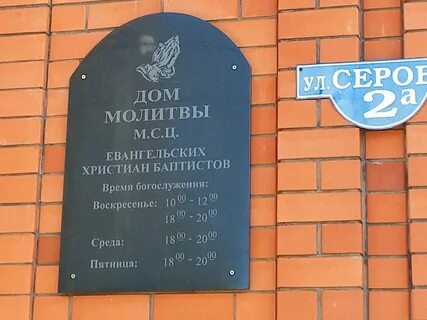 ДОМ
МОЛИТВЫ
М.С.Ц.
ЕВАНГЕЛЬСКИХ
ХРИСТИАН БАПТИСТОВ
Время богослужения:
Воскресенье: 10⁰⁰ - 12⁰⁰
18⁰⁰ - 20⁰⁰
Среда: 18⁰⁰ - 20⁰⁰
Пятница: 18⁰⁰ - 20⁰⁰
УЛ. СЕРОВ
2а